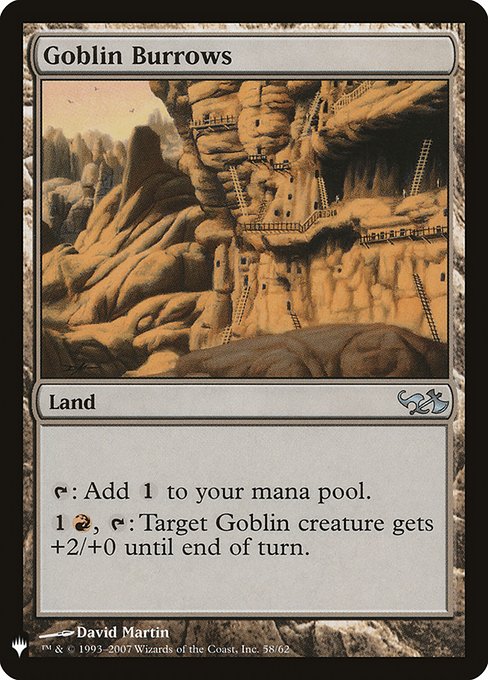 Goblin Burrows
Land
: Add 1 to your mana pool.
1 , : Target Goblin creature gets
+2/+0 until end of turn.
David Martin
™ & © 1993–2007 Wizards of the Coast, Inc. 58/62